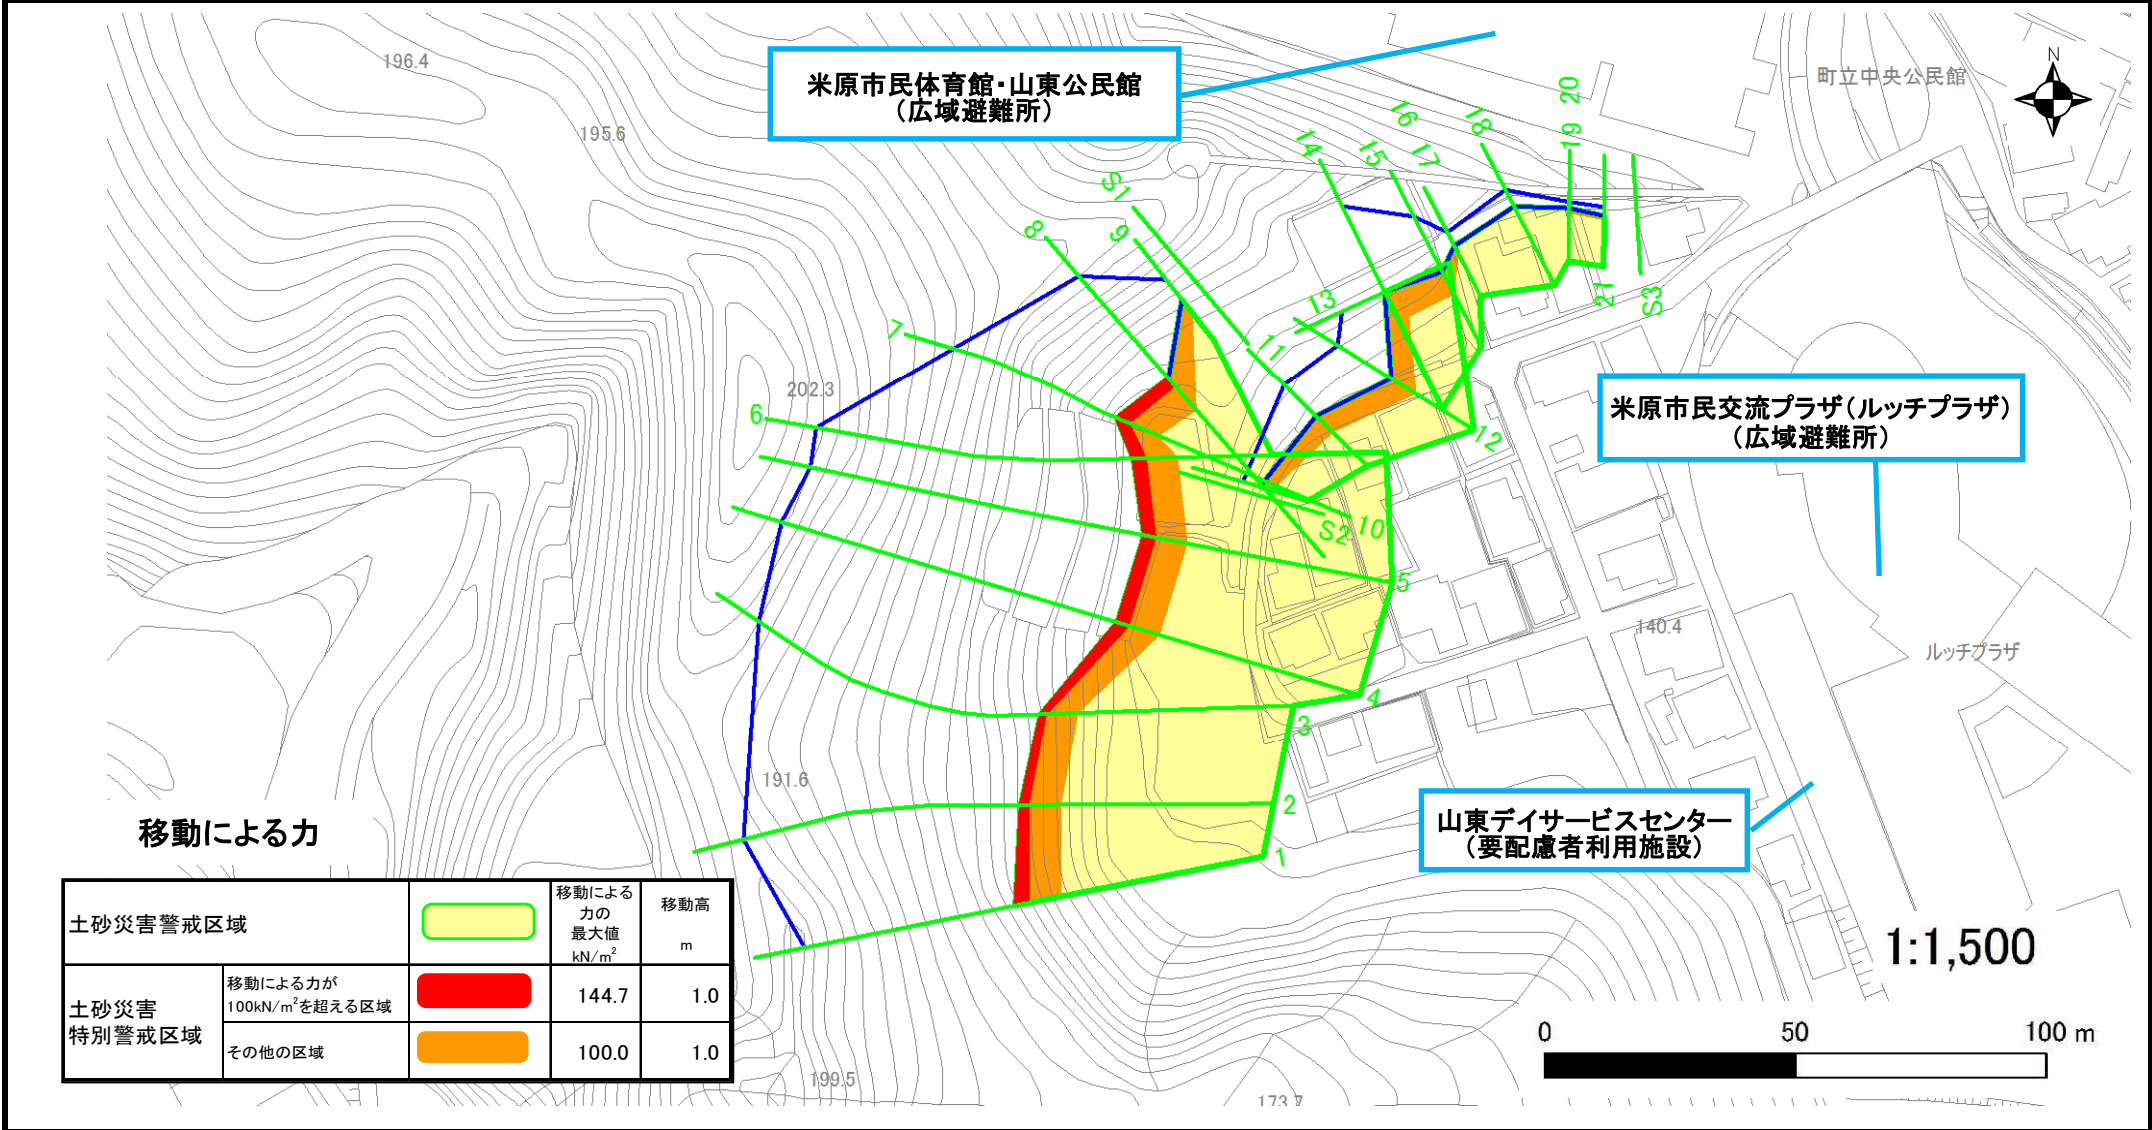 196.4
195.6
米原市民体育館・山東公民館
（広域避難所）
町立中央公民館
N
14
15
16
17
18
19
20
21
S3
S1
8
9
7
6
13
11
12
202.3
米原市民交流プラザ（ルッチプラザ）
（広域避難所）
S2
10
5
140.4
ルッチプラザ
4
3
2
1
191.6
山東デイサービスセンター
（要配慮者利用施設）
移動による力
土砂災害警戒区域
移動による
力の
最大値
kN/m²
移動高
m
土砂災害
特別警戒区域
移動による力が
100kN/m²を超える区域
144.7
1.0
その他の区域
100.0
1.0
199.5
173.7
1:1,500
0
50
100 m